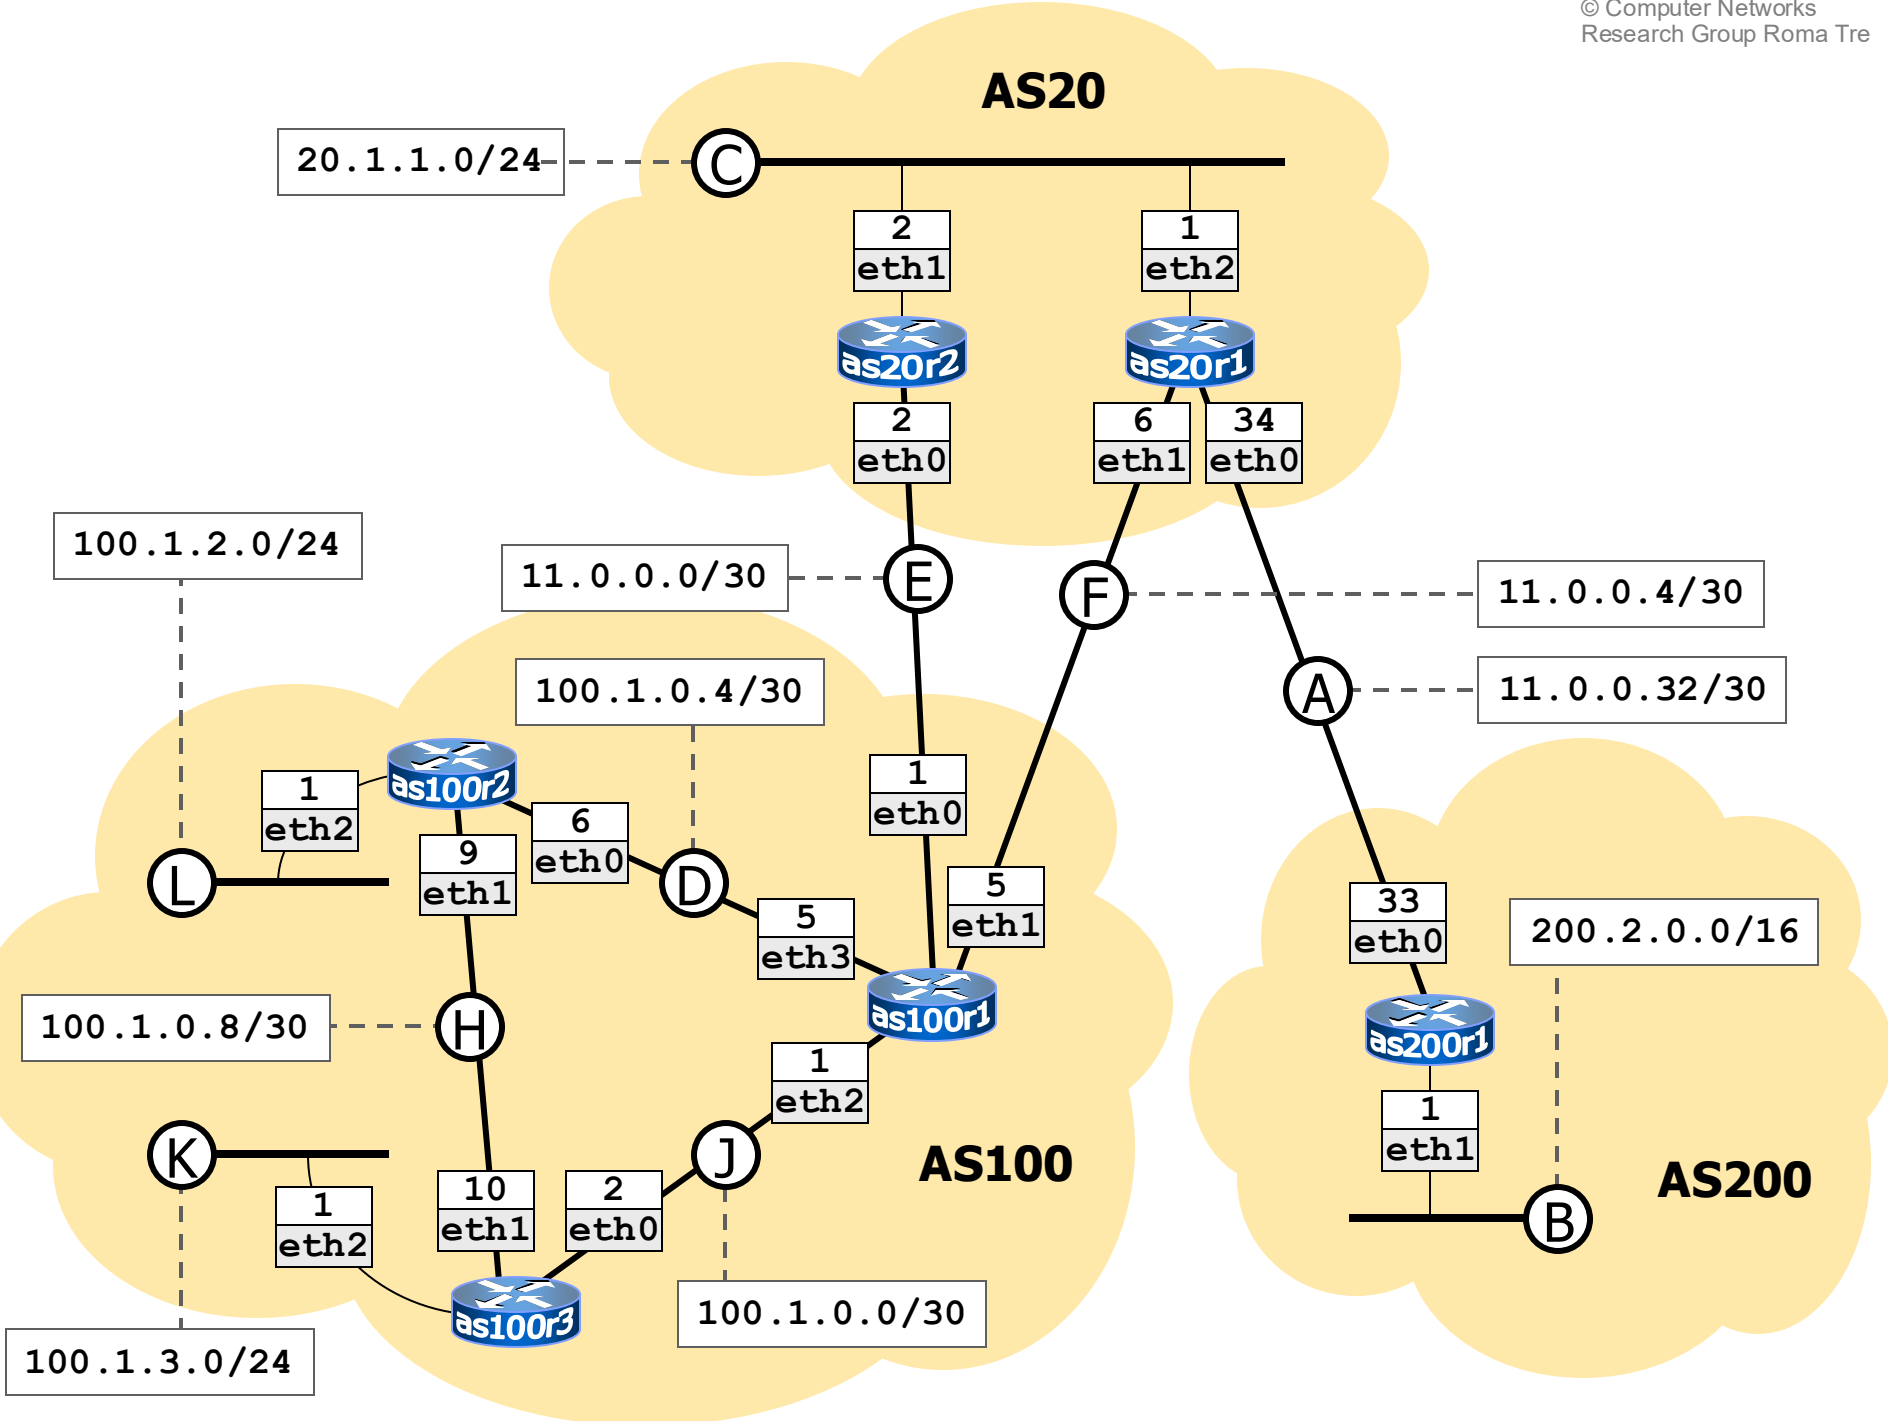 © Computer Networks
Research Group Roma Tre
AS20
20.1.1.0/24
C
2
eth1
1
eth2
as20r2
as20r1
2
eth0
6
eth1
34
eth0
100.1.2.0/24
11.0.0.0/30
E
F
11.0.0.4/30
100.1.0.4/30
A
11.0.0.32/30
as100r2
1
eth2
6
eth0
1
eth0
9
eth1
L
D
5
eth3
5
eth1
33
eth0
200.2.0.0/16
100.1.0.8/30
H
as100r1
as200r1
1
eth2
1
eth1
K
J
AS100
AS200
1
eth2
10
eth1
2
eth0
B
as100r3
100.1.0.0/30
100.1.3.0/24